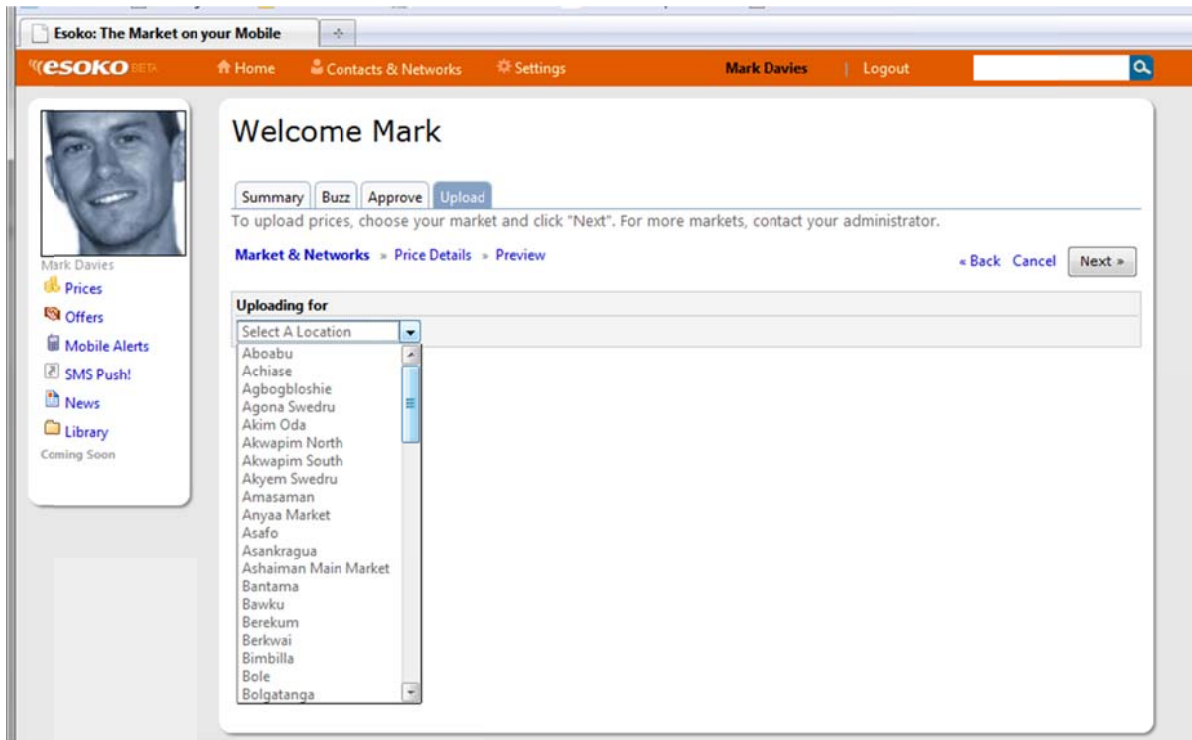 Esoko: The Market on your Mobile
esoko BETA Home Contacts & Networks Settings Mark Davies | Logout
Welcome Mark
Summary Buzz Approve Upload
To upload prices, choose your market and click "Next". For more markets, contact your administrator.
Market & Networks » Price Details » Preview « Back Cancel Next »
Mark Davies
Prices
Offers
Mobile Alerts
SMS Push!
News
Library
Coming Soon
Uploading for
Select A Location
Aboabu
Achiase
Agbogbloshie
Agona Swedru
Akim Oda
Akwapim North
Akwapim South
Akyem Swedru
Amasaman
Anyaa Market
Asafo
Asankragua
Ashaiman Main Market
Bantama
Bawku
Berekum
Berkwai
Bimbilla
Bole
Bolgatanga